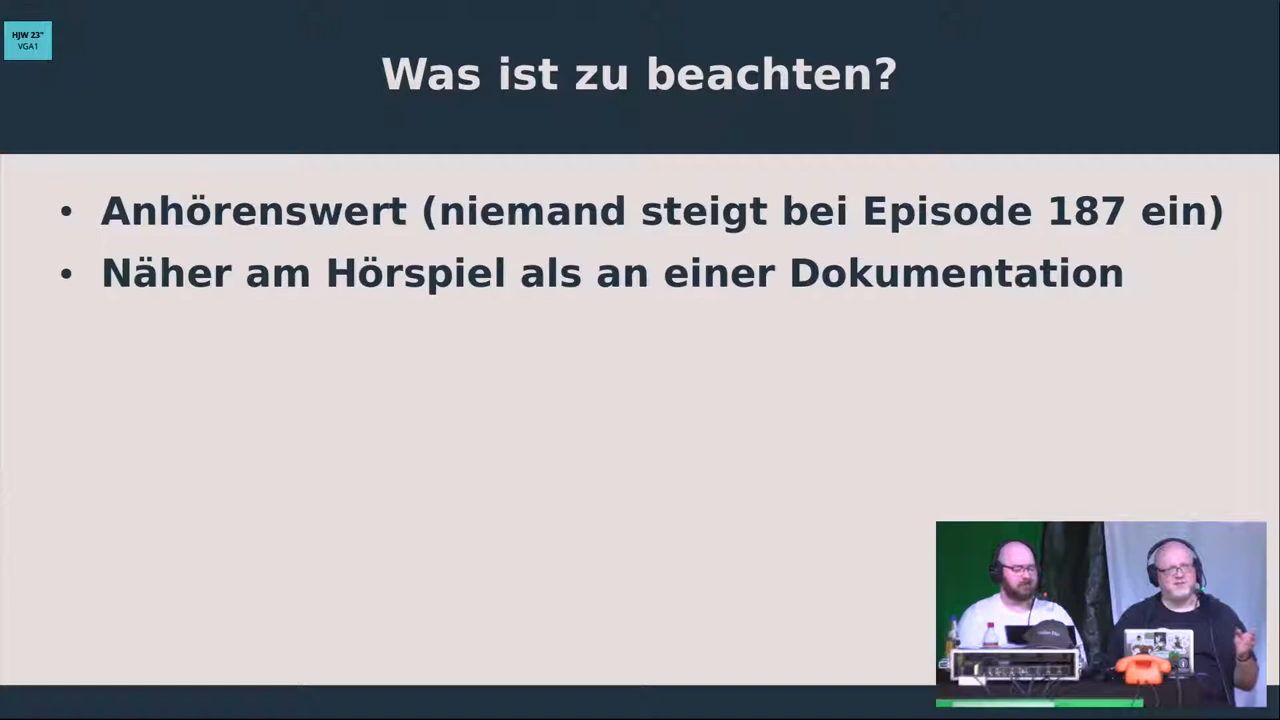 HJW 23"
VGA1
Was ist zu beachten?
• Anhörenswert (niemand steigt bei Episode 187 ein)
• Näher am Hörspiel als an einer Dokumentation